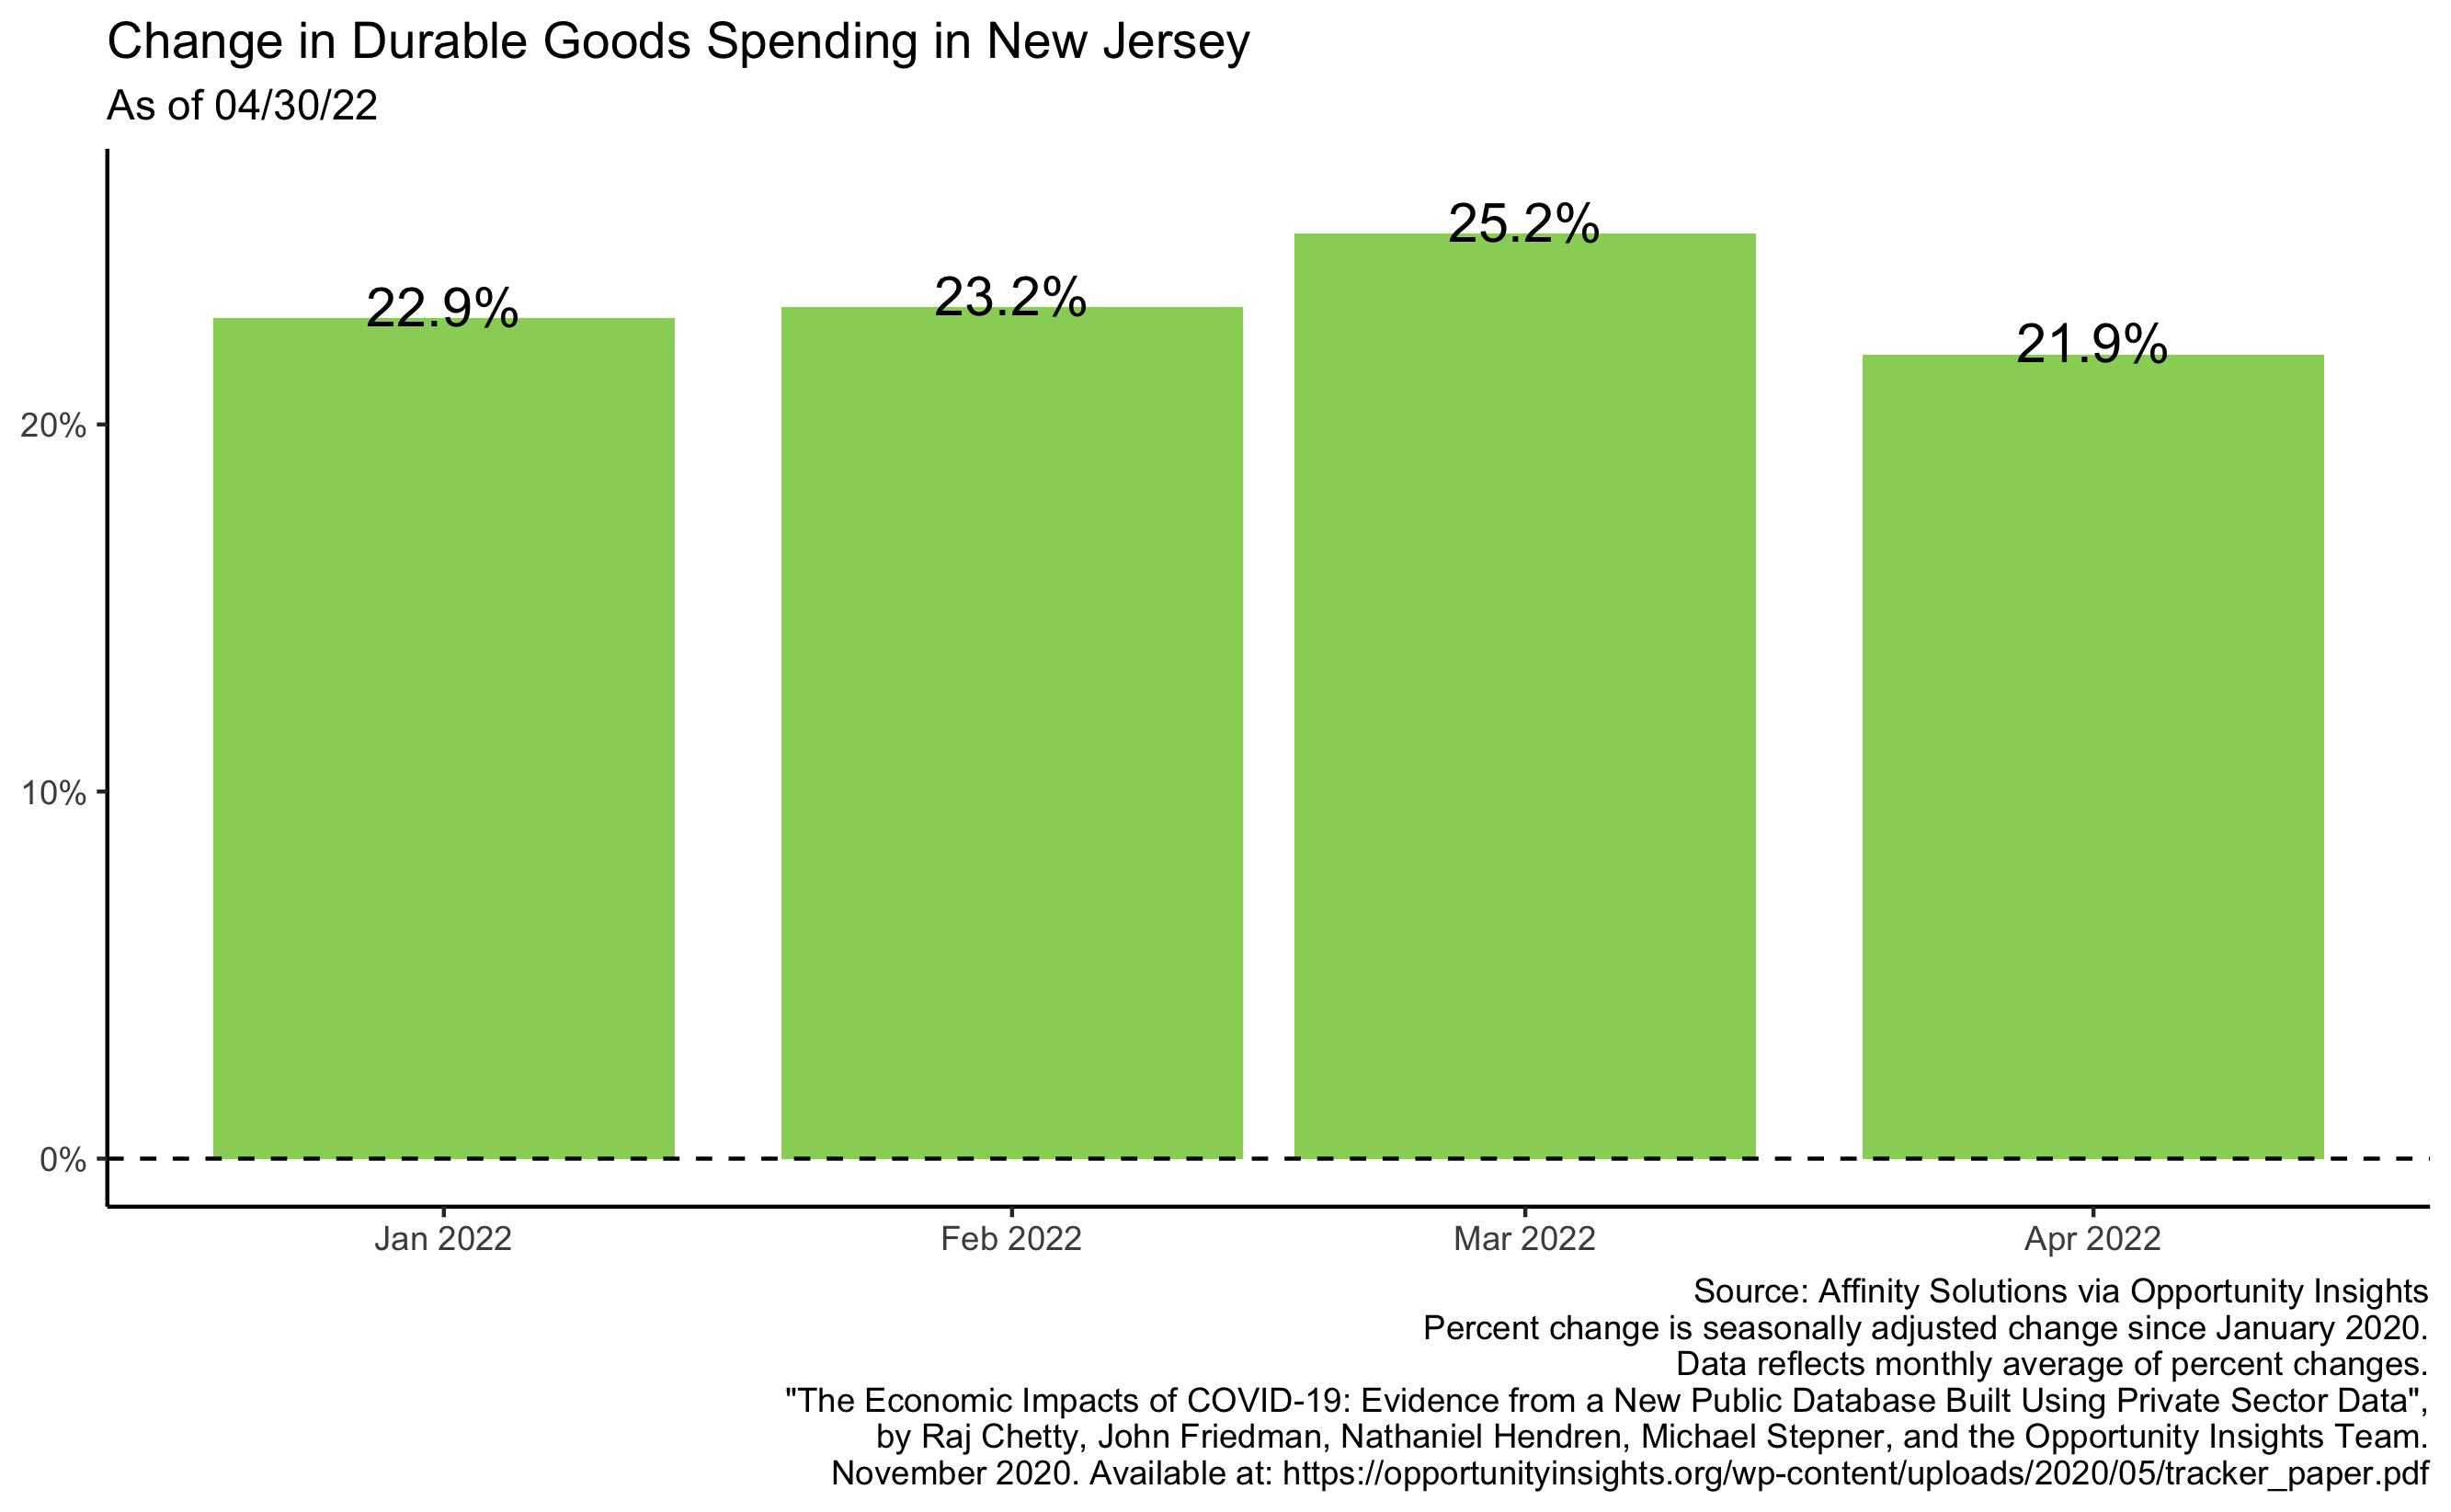 Change in Durable Goods Spending in New Jersey
As of 04/30/22
25.2%
23.2%
22.9%
21.9%
20%
10%
0%
Jan 2022
Feb 2022
Mar 2022
Apr 2022
Source: Affinity Solutions via Opportunity Insights
Percent change is seasonally adjusted change since January 2020.
Data reflects monthly average of percent changes.
"The Economic Impacts of COVID-19: Evidence from a New Public Database Built Using Private Sector Data",
by Raj Chetty, John Friedman, Nathaniel Hendren, Michael Stepner, and the Opportunity Insights Team.
November 2020. Available at: https://opportunityinsights.org/wp-content/uploads/2020/05/tracker_paper.pdf